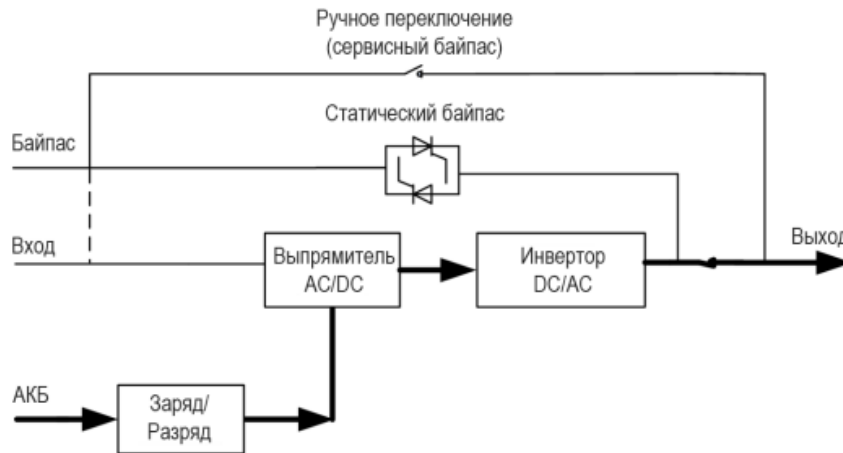 Ручное переключение
(сервисный байпас)
Статический байпас
Байпас
Вход
Выпрямитель
AC/DC
Инвертор
DC/AC
Выход
АКБ
Заряд/
Разряд